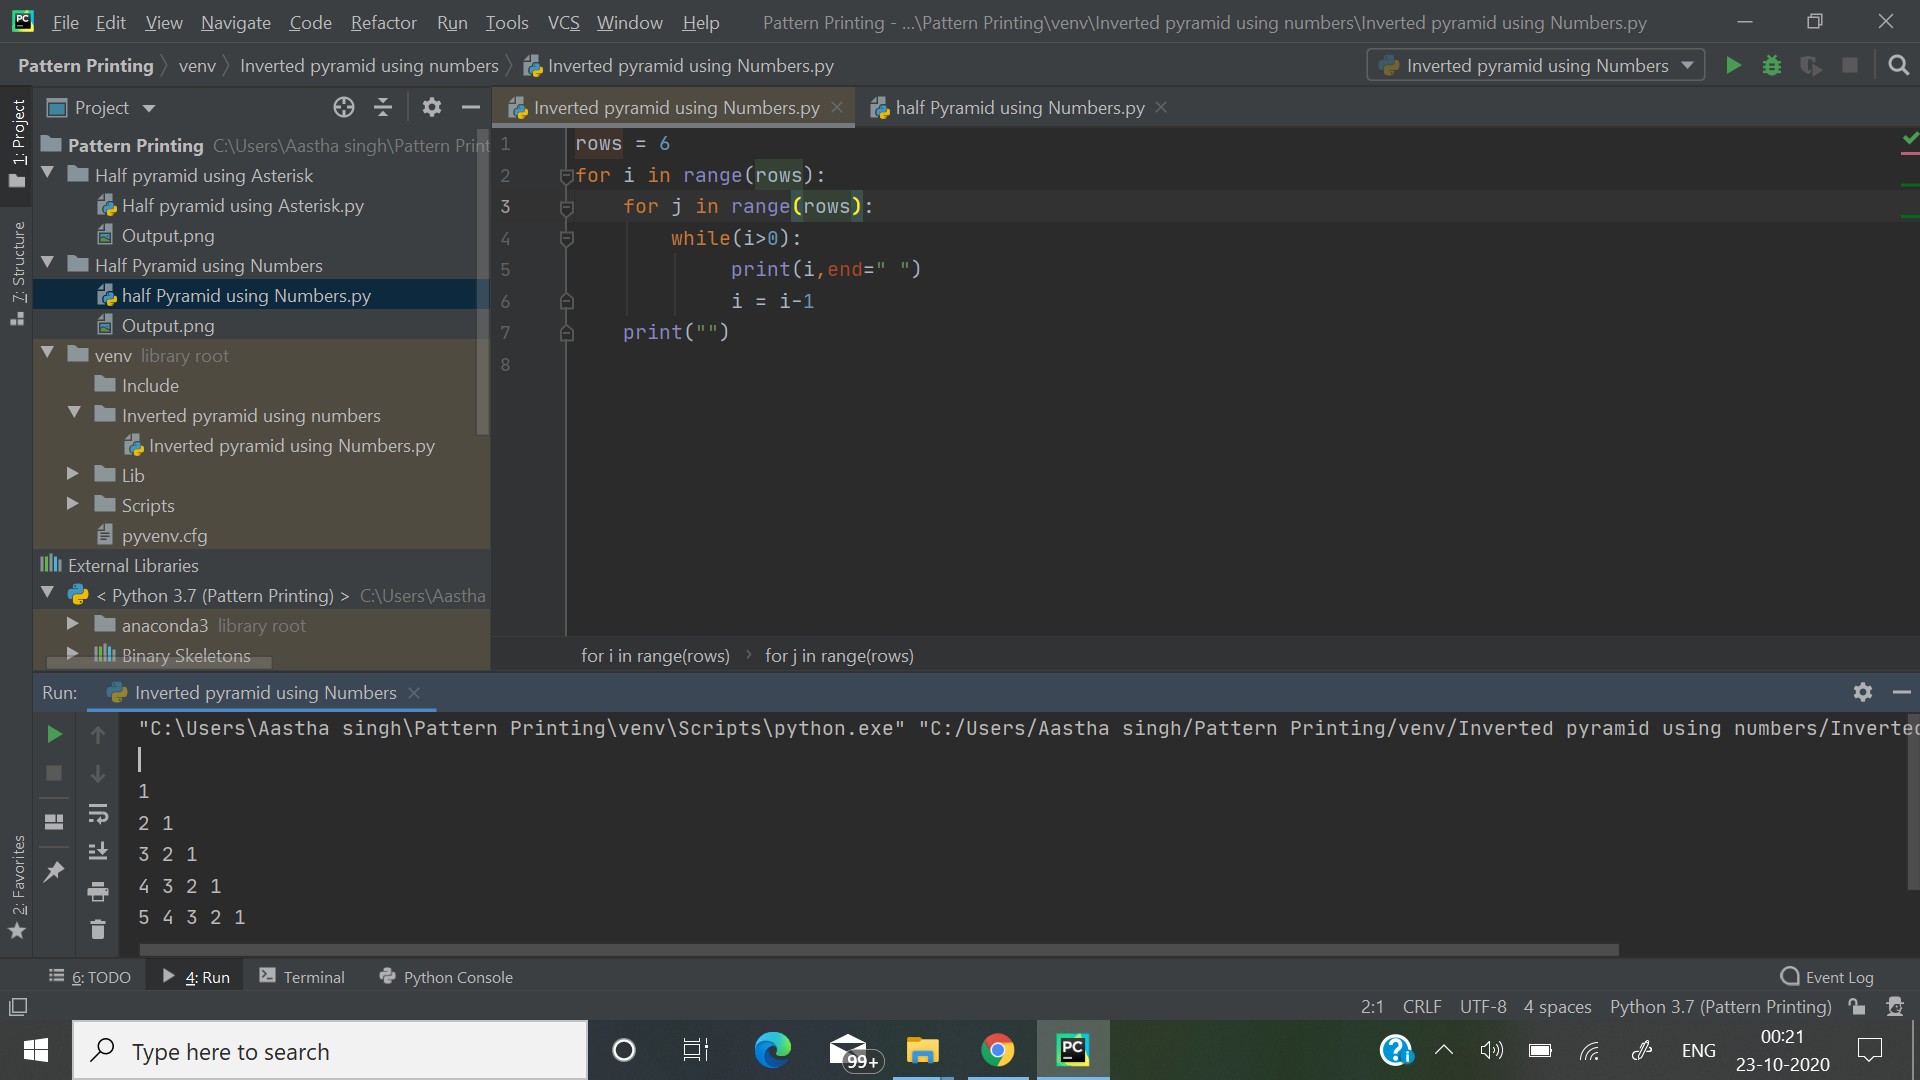 File Edit View Navigate Code Refactor Run Tools VCS Window Help Pattern Printing - ...\Pattern Printing\venv\Inverted pyramid using numbers\Inverted pyramid using Numbers.py
Pattern Printing venv Inverted pyramid using numbers Inverted pyramid using Numbers.py Inverted pyramid using Numbers
1: Project
7: Structure
2: Favorites
Project
Pattern Printing C:\Users\Aastha singh\Pattern Print
Half pyramid using Asterisk
Half pyramid using Asterisk.py
Output.png
Half Pyramid using Numbers
half Pyramid using Numbers.py
Output.png
venv library root
Include
Inverted pyramid using numbers
Inverted pyramid using Numbers.py
Lib
Scripts
pyvenv.cfg
External Libraries
< Python 3.7 (Pattern Printing) > C:\Users\Aastha
anaconda3 library root
Binary Skeletons
Inverted pyramid using Numbers.py half Pyramid using Numbers.py
1 rows = 6
2 for i in range(rows):
3 for j in range(rows):
4 while(i>0):
5 print(i,end=" ")
6 i = i-1
7 print("")
8
for i in range(rows) for j in range(rows)
Run: Inverted pyramid using Numbers
"C:\Users\Aastha singh\Pattern Printing\venv\Scripts\python.exe" "C:/Users/Aastha singh/Pattern Printing/venv/Inverted pyramid using numbers/Inverted
1
2 1
3 2 1
4 3 2 1
5 4 3 2 1
6: TODO 4: Run Terminal Python Console Event Log
2:1 CRLF UTF-8 4 spaces Python 3.7 (Pattern Printing)
Type here to search
PC
99+
ENG
00:21
23-10-2020